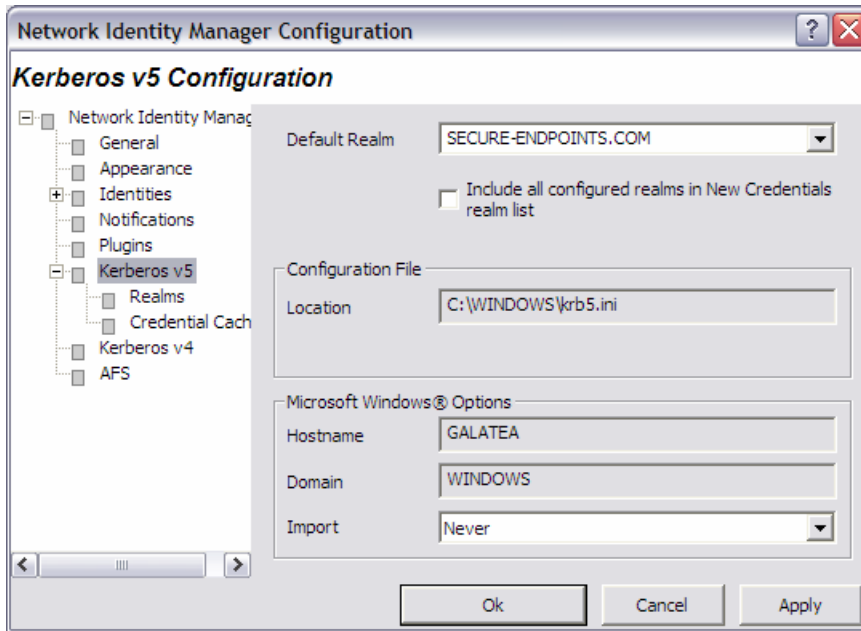 Network Identity Manager Configuration
Kerberos v5 Configuration
Network Identity Manag
General
Appearance
Identities
Notifications
Plugins
Kerberos v5
Realms
Credential Cach
Kerberos v4
AFS
Default Realm
SECURE-ENDPOINTS.COM
Include all configured realms in New Credentials
realm list
Configuration File
Location
C:\WINDOWS\krb5.ini
Microsoft Windows® Options
Hostname
GALATEA
Domain
WINDOWS
Import
Never
Ok
Cancel
Apply